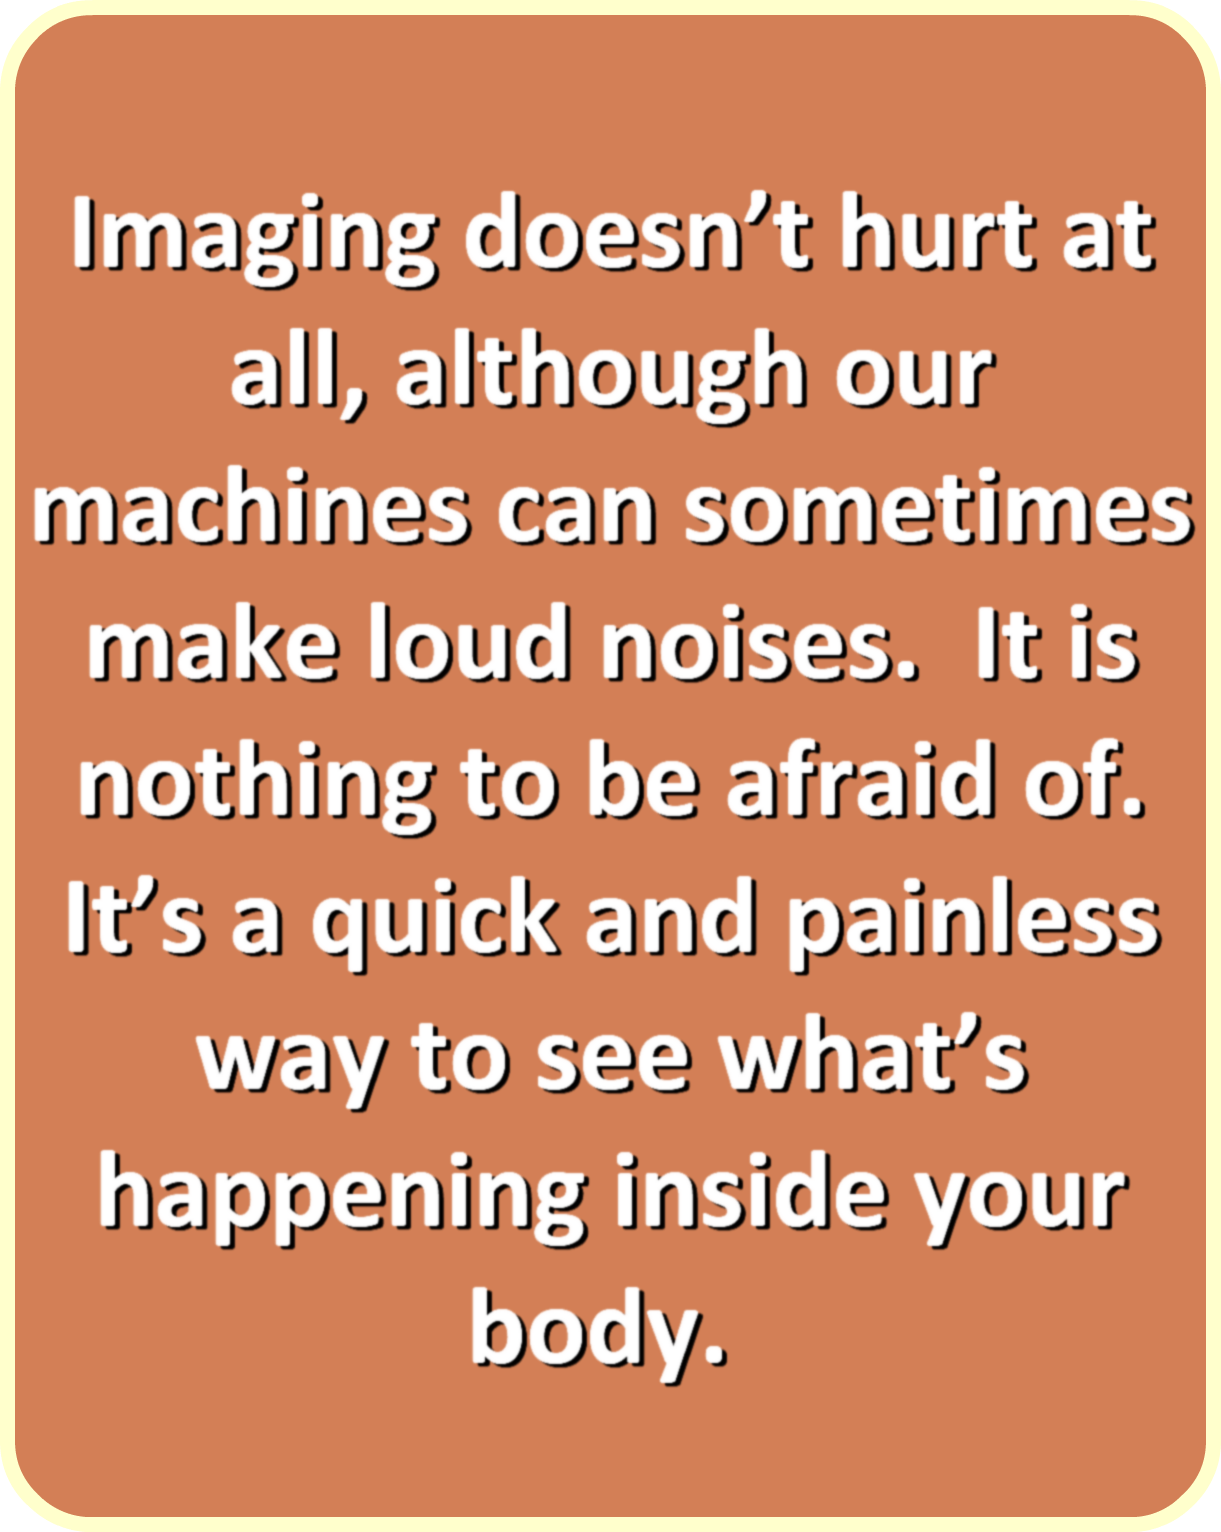 Imaging doesn’t hurt at
all, although our
machines can sometimes
make loud noises.  It is
nothing to be afraid of.
It’s a quick and painless
way to see what’s
happening inside your
body.